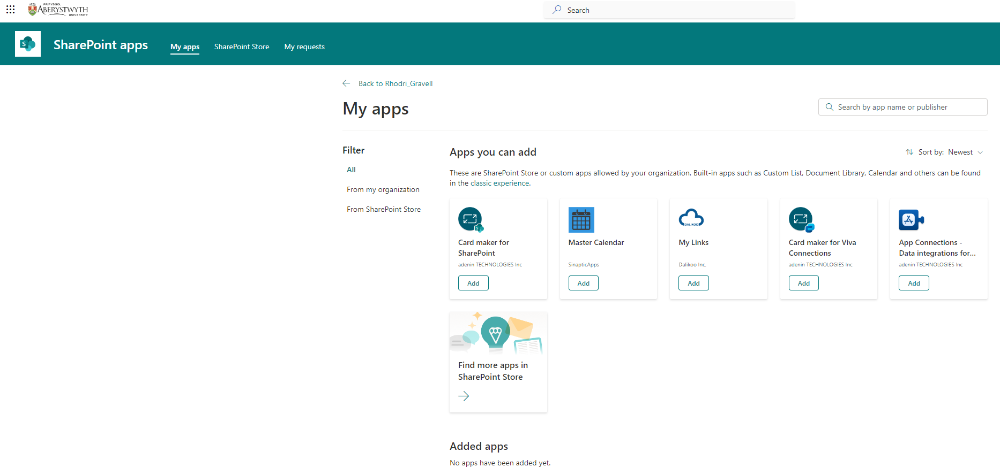 1872
PRIFYSGOL
ABERYSTWYTH
UNIVERSITY
Search
S
SharePoint apps
My apps
SharePoint Store
My requests
Back to Rhodri_Gravell
My apps
Search by app name or publisher
Filter
All
From my organization
From SharePoint Store
Apps you can add
Sort by: Newest
These are SharePoint Store or custom apps allowed by your organization. Built-in apps such as Custom List, Document Library, Calendar and others can be found
in the classic experience.
S
Card maker for
SharePoint
adenin TECHNOLOGIES Inc
Add
Master Calendar
SinapticApps
Add
DALIKOO
My Links
Dalikoo Inc.
Add
Card maker for Viva
Connections
adenin TECHNOLOGIES Inc
Add
App Connections -
Data integrations for...
adenin TECHNOLOGIES Inc
Add
Find more apps in
SharePoint Store
Added apps
No apps have been added yet.